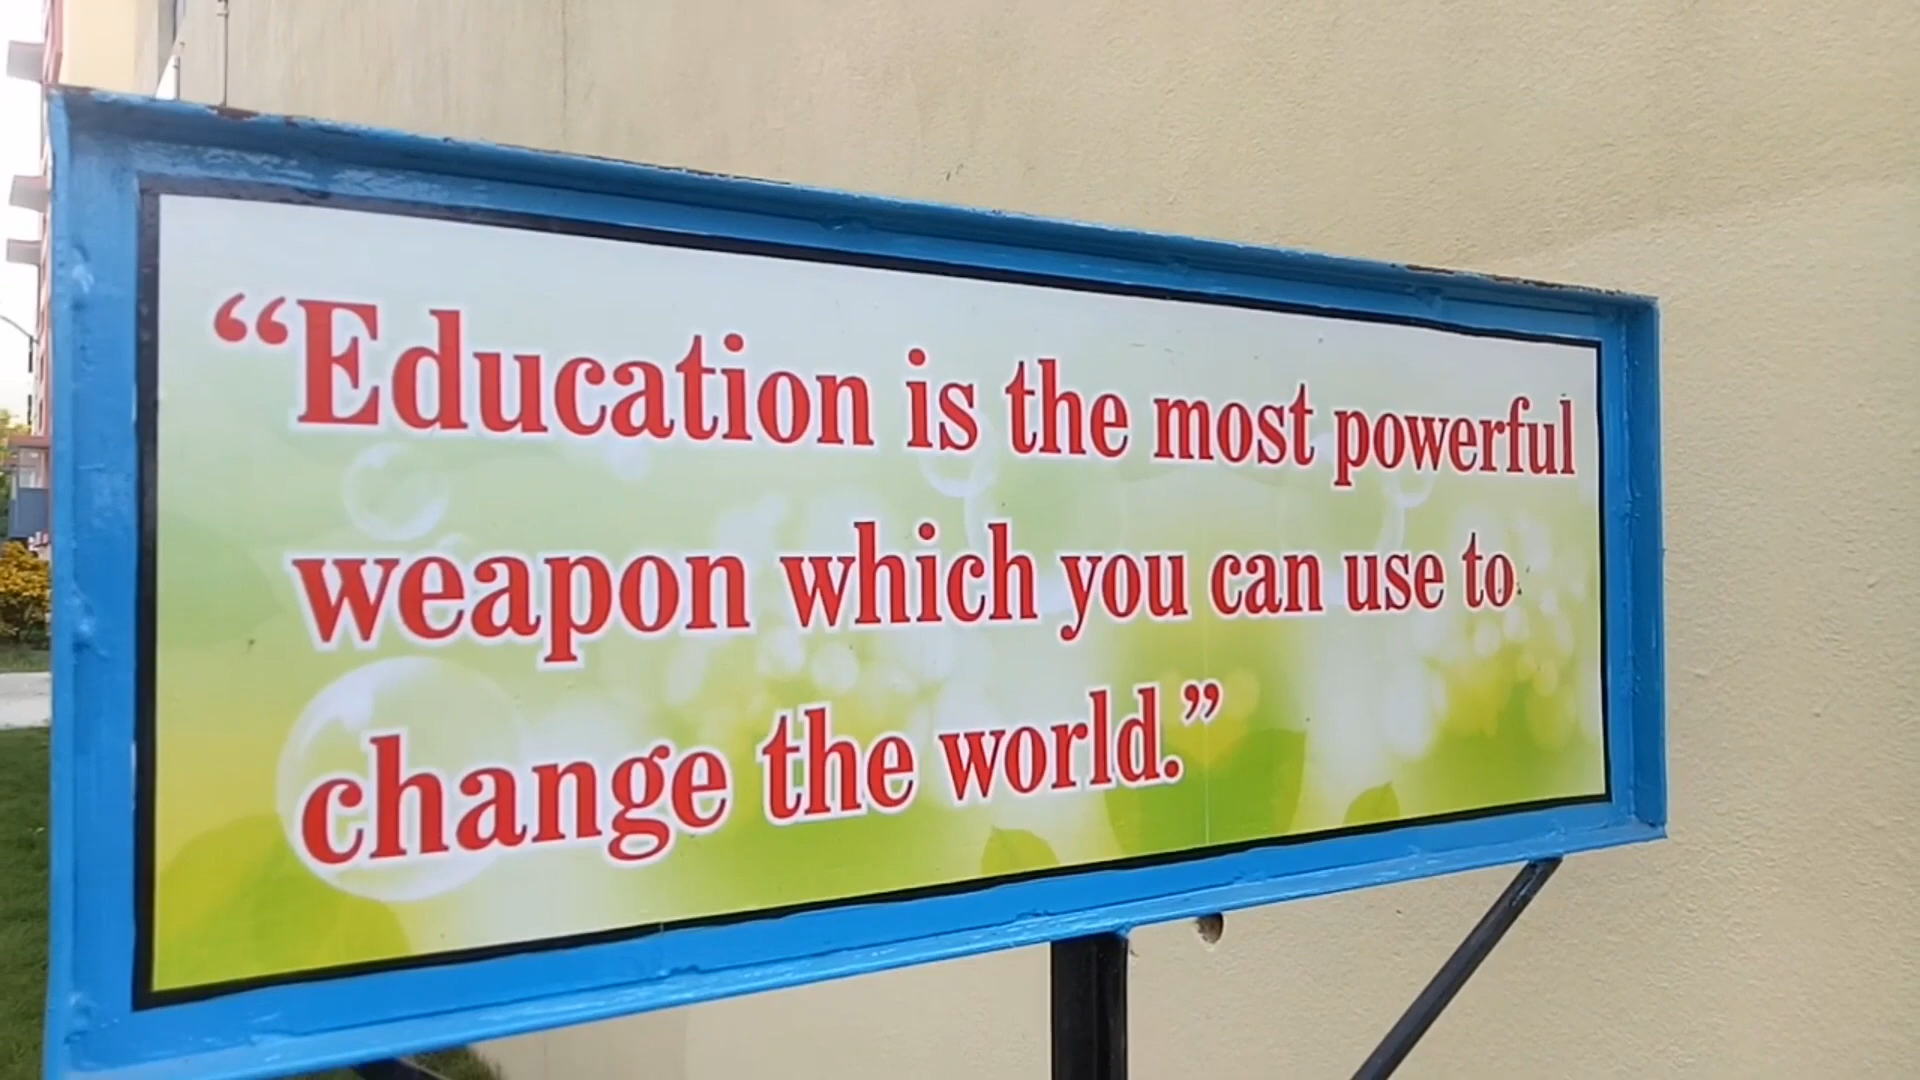 “Education is the most powerful
weapon which you can use to
change the world.”